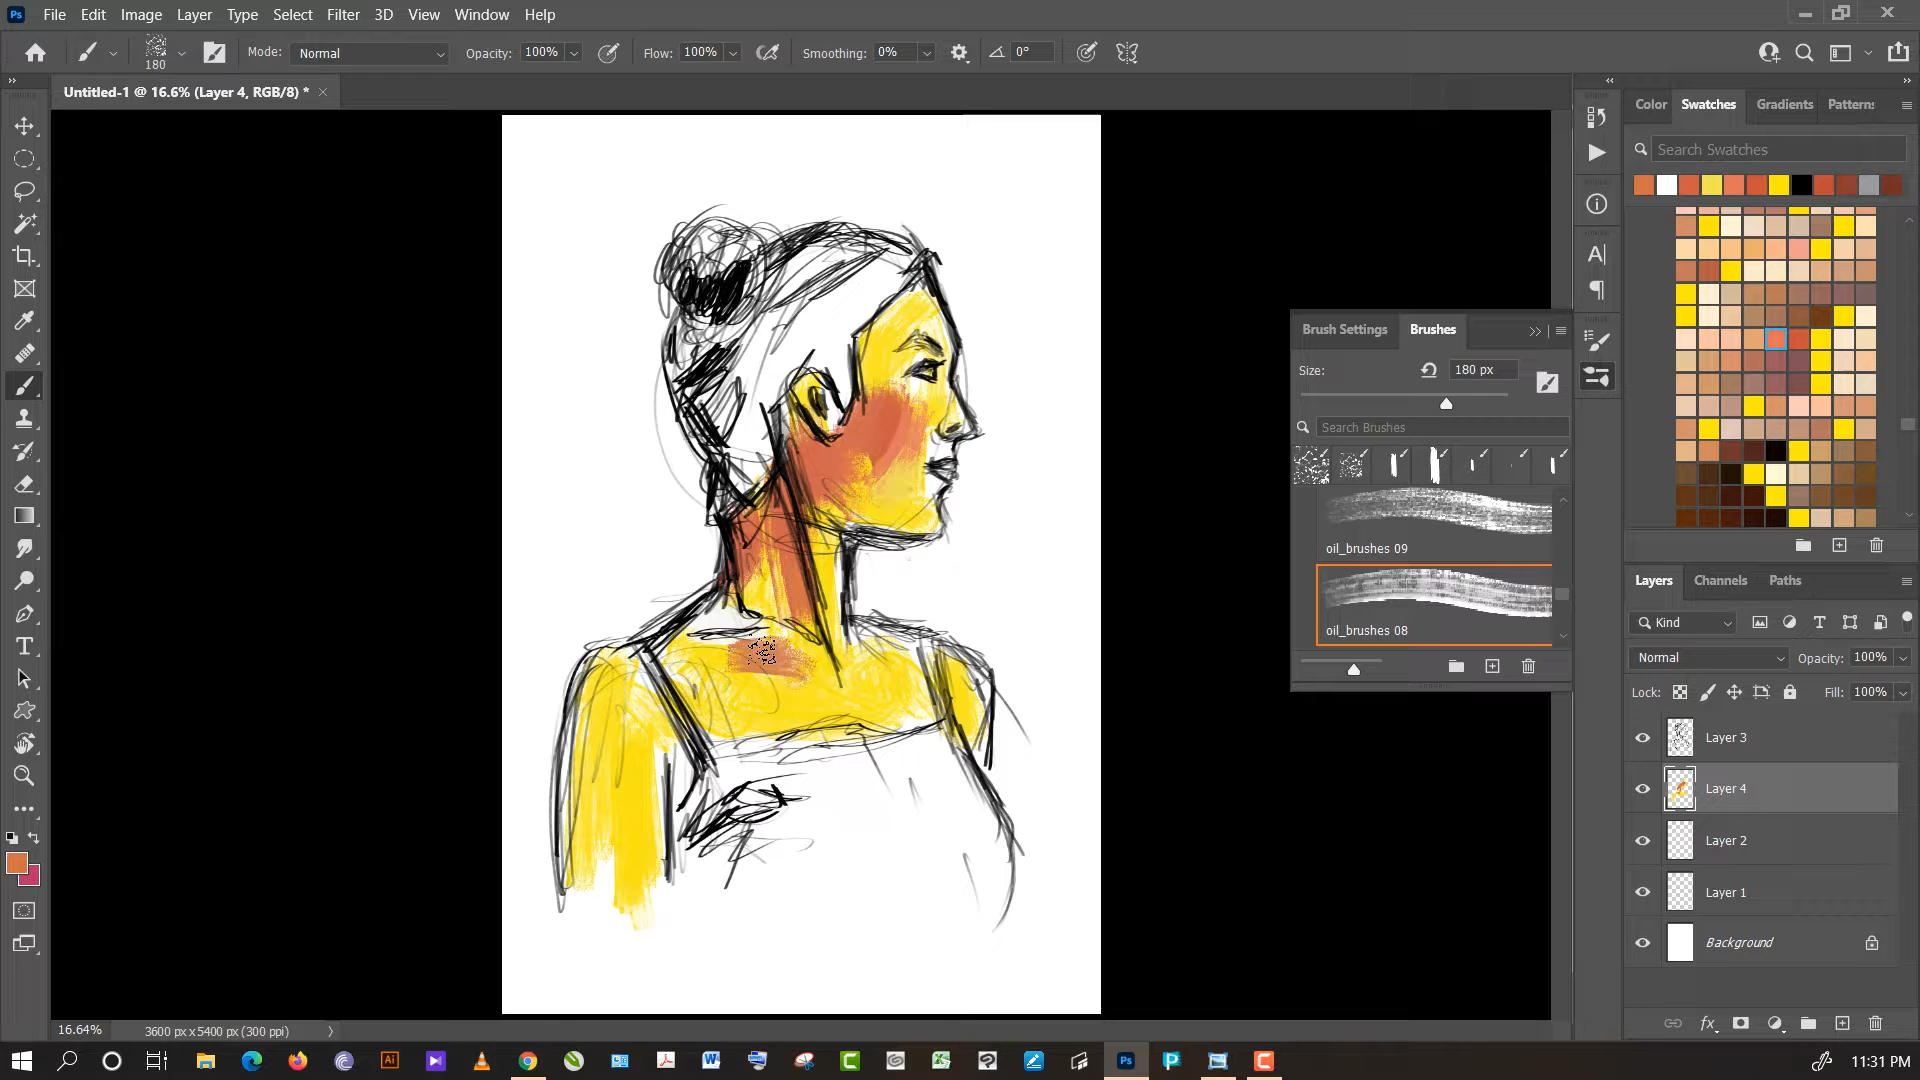 Ps File Edit Image Layer Type Select Filter 3D View Window Help
180 Mode: Normal Opacity: 100% Flow: 100% Smoothing: 0% 0°
Untitled-1 @ 16.6% (Layer 4, RGB/8) *
Color Swatches Gradients Patterns
Search Swatches
Brush Settings Brushes
Size: 180 px
Search Brushes
oil_brushes 09
oil_brushes 08
Layers Channels Paths
Kind
Normal Opacity: 100%
Lock: Fill: 100%
Layer 3
Layer 4
Layer 2
Layer 1
Background
fx
16.64% 3600 px x 5400 px (300 ppi)
Ai W Ps P C
11:31 PM